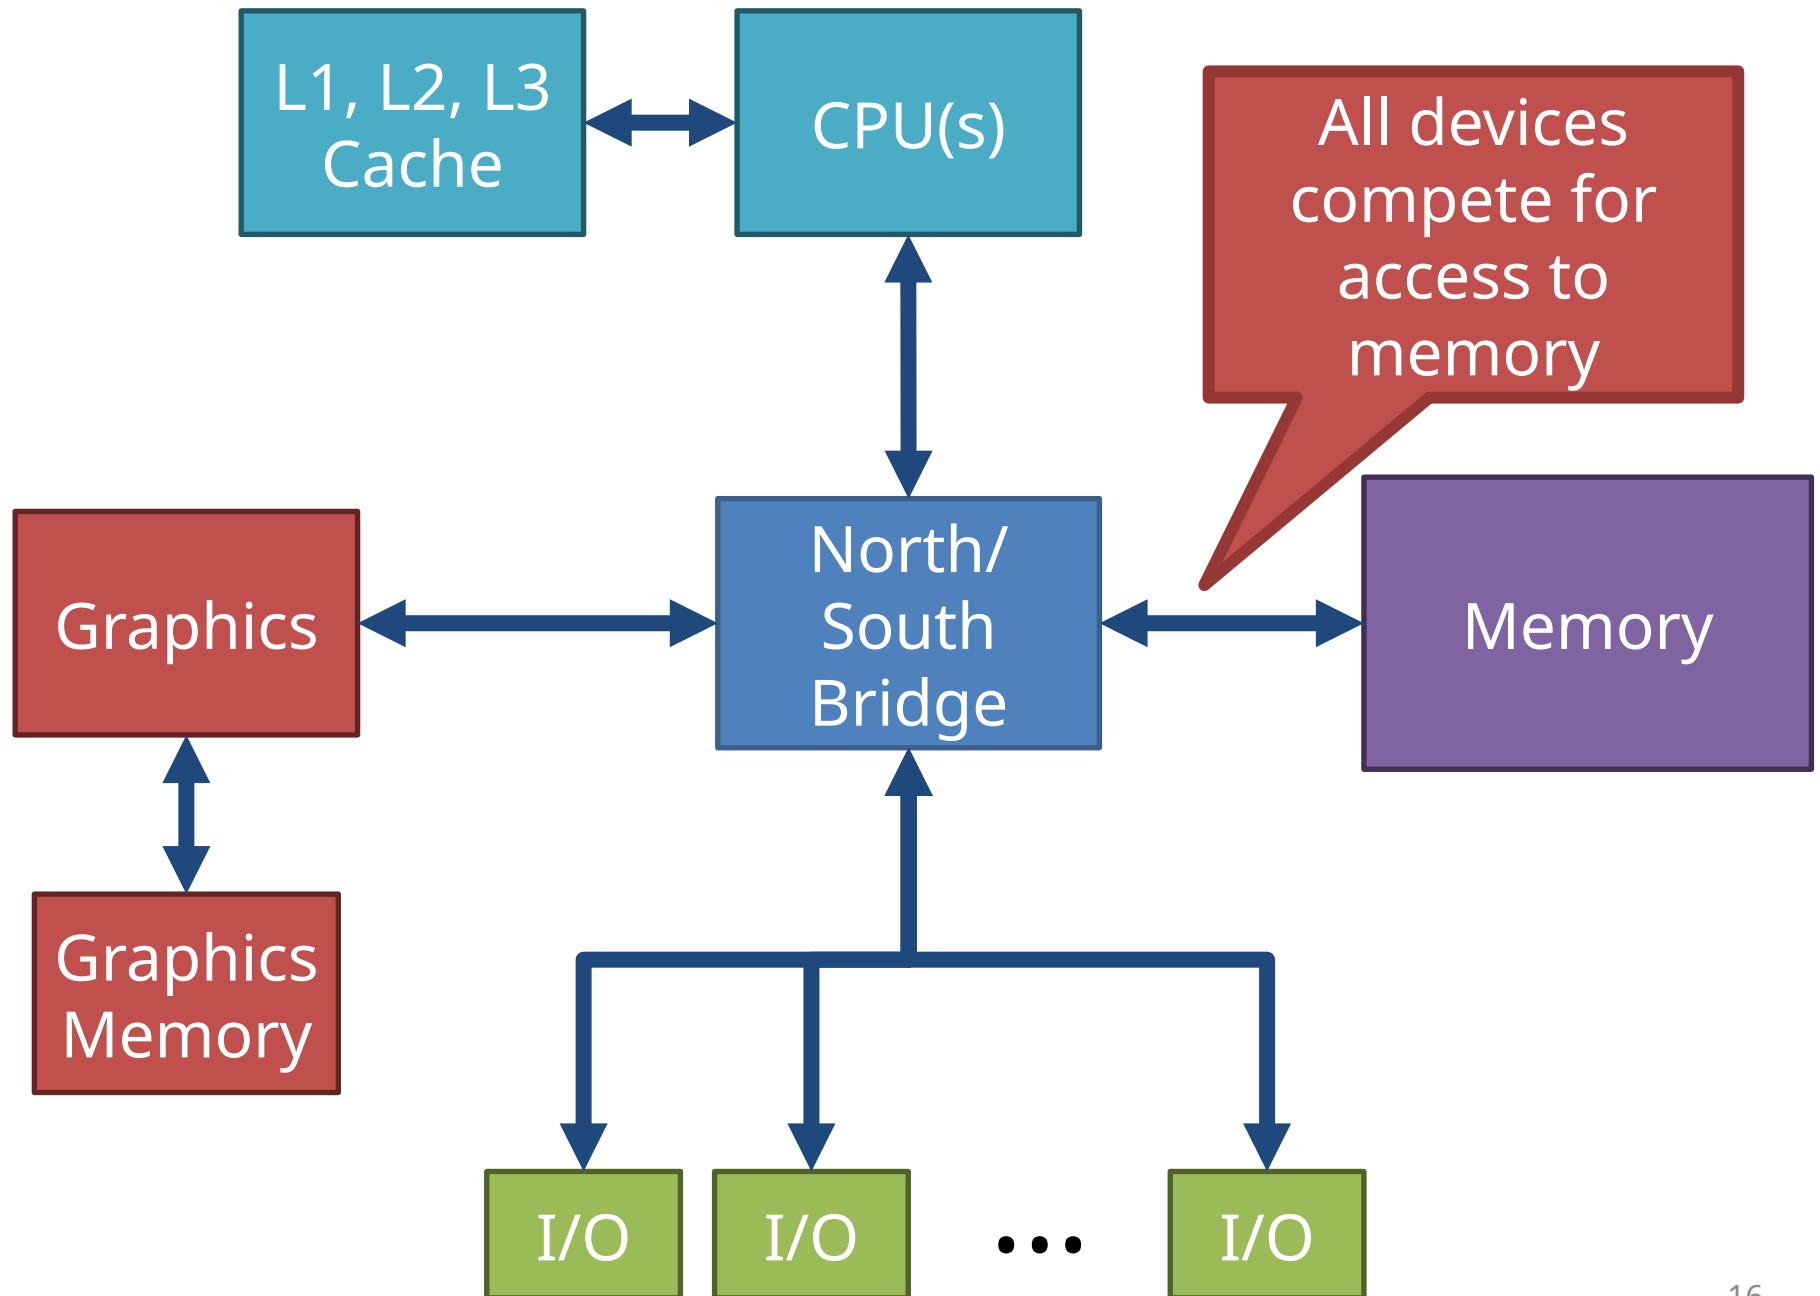 L1, L2, L3
Cache
CPU(s)
All devices
compete for
access to
memory
Graphics
North/
South
Bridge
Memory
Graphics
Memory
I/O
I/O
...
I/O
16